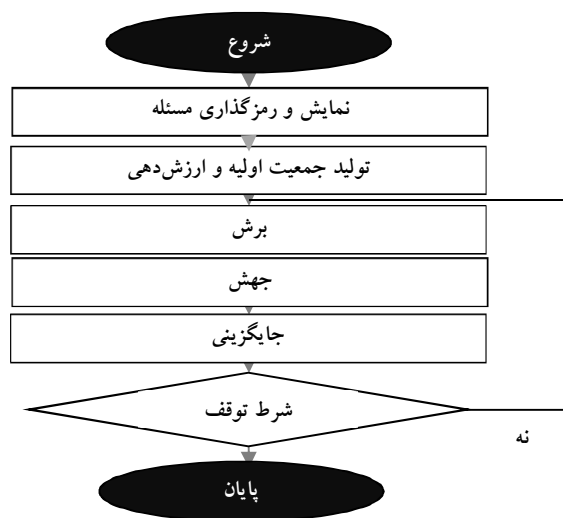 شروع
نمایش و رمزگذاری مسئله
تولید جمعیت اولیه و ارزش‌دهی
برش
جهش
جایگزینی
شرط توقف
نه
پایان